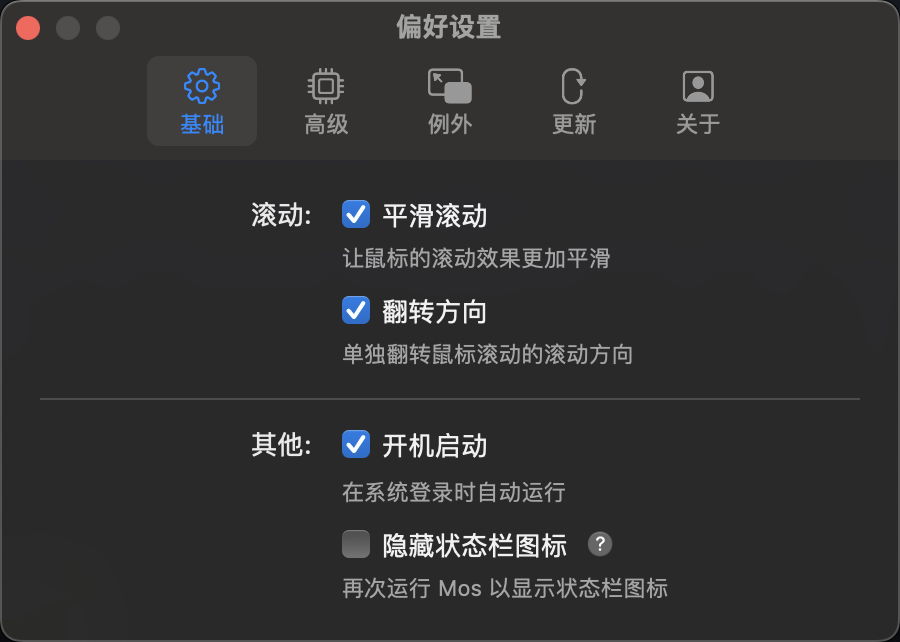 偏好设置
基础 高级 例外 更新 关于
滚动: 平滑滚动
让鼠标的滚动效果更加平滑
翻转方向
单独翻转鼠标滚动的滚动方向
其他: 开机启动
在系统登录时自动运行
隐藏状态栏图标 ?
再次运行 Mos 以显示状态栏图标